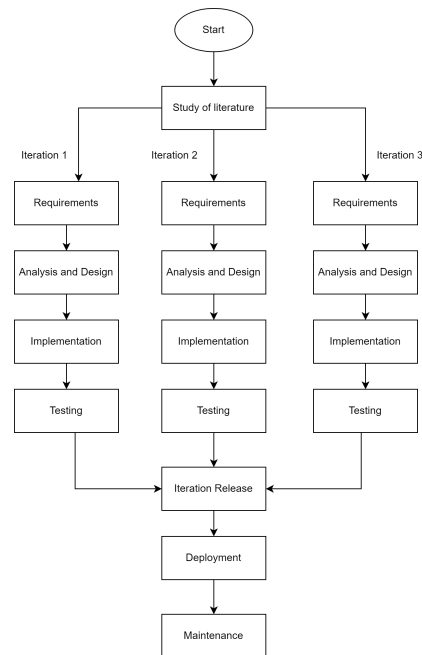 Start
Study of literature
Iteration 1
Iteration 2
Iteration 3
Requirements
Requirements
Requirements
Analysis and Design
Analysis and Design
Analysis and Design
Implementation
Implementation
Implementation
Testing
Testing
Testing
Iteration Release
Deployment
Maintenance